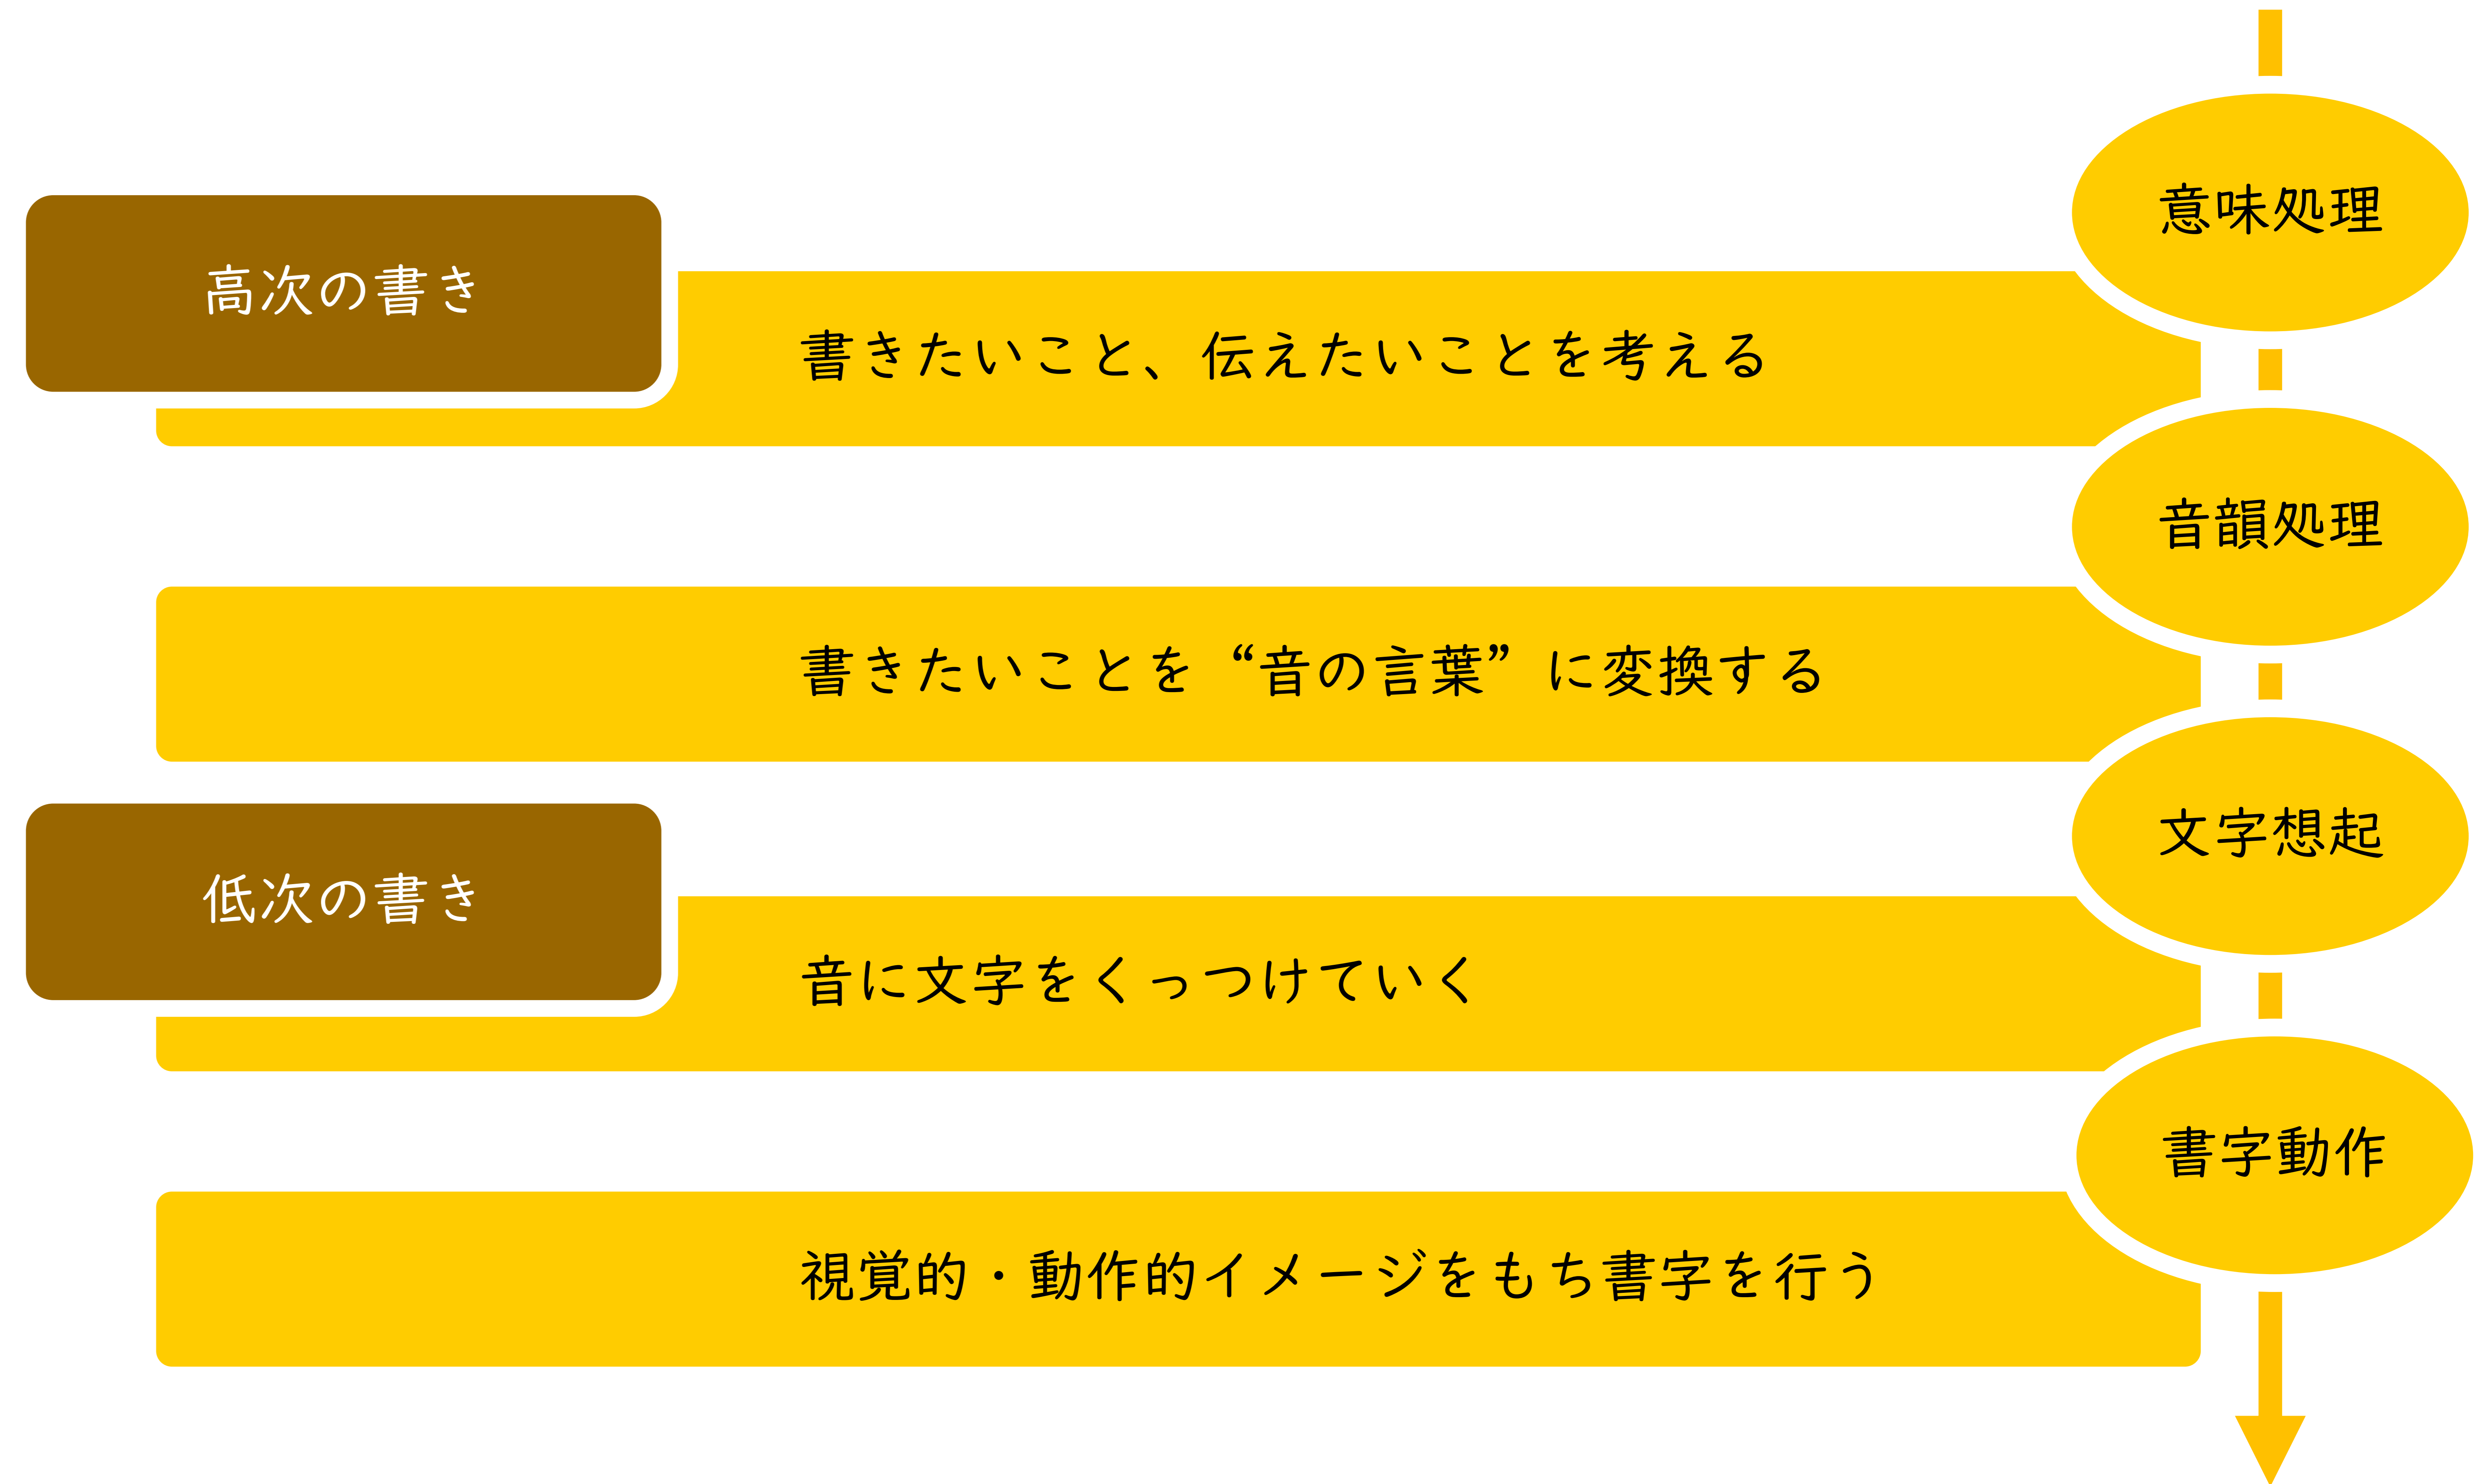 意味処理
高次の書き
書きたいこと、伝えたいことを考える
音韻処理
書きたいことを“音の言葉”に変換する
文字想起
低次の書き
音に文字をくっつけていく
書字動作
視覚的・動作的イメージをもち書字を行う